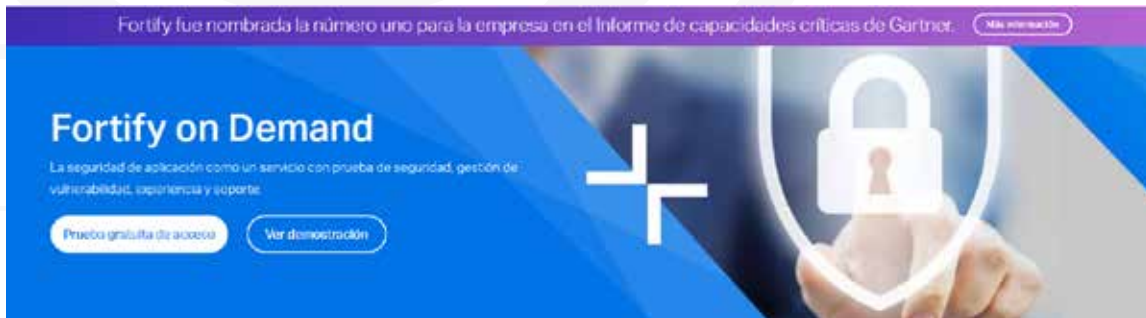 Fortify fue nombrada la número uno para la empresa en el Informe de capacidades críticas de Gartner.
Más información
Fortify on Demand
La seguridad de aplicación como un servicio con prueba de seguridad, gestión de
vulnerabilidad, experiencia y soporte
Prueba gratuita de acceso
Ver demostración